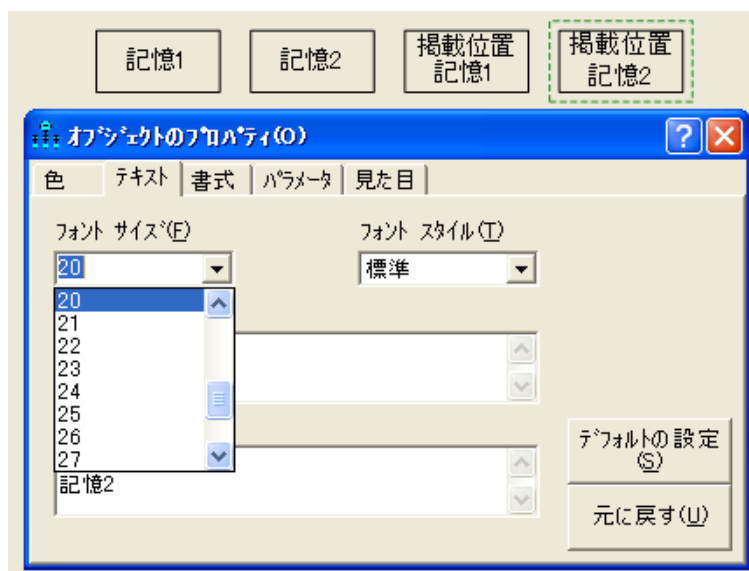 記憶1
記憶2
掲載位置
記憶1
掲載位置
記憶2
ｵﾌﾞｼﾞｪｸﾄのﾌﾟﾛﾊﾟﾃｨ(O)
色
ﾃｷｽﾄ
書式
ﾊﾟﾗﾒｰﾀ
見た目
ﾌｫﾝﾄ ｻｲｽﾞ(F)
ﾌｫﾝﾄ ｽﾀｲﾙ(T)
20
標準
20
21
22
23
24
25
26
27
記憶2
ﾃﾞﾌｫﾙﾄの設定
(S)
元に戻す(U)